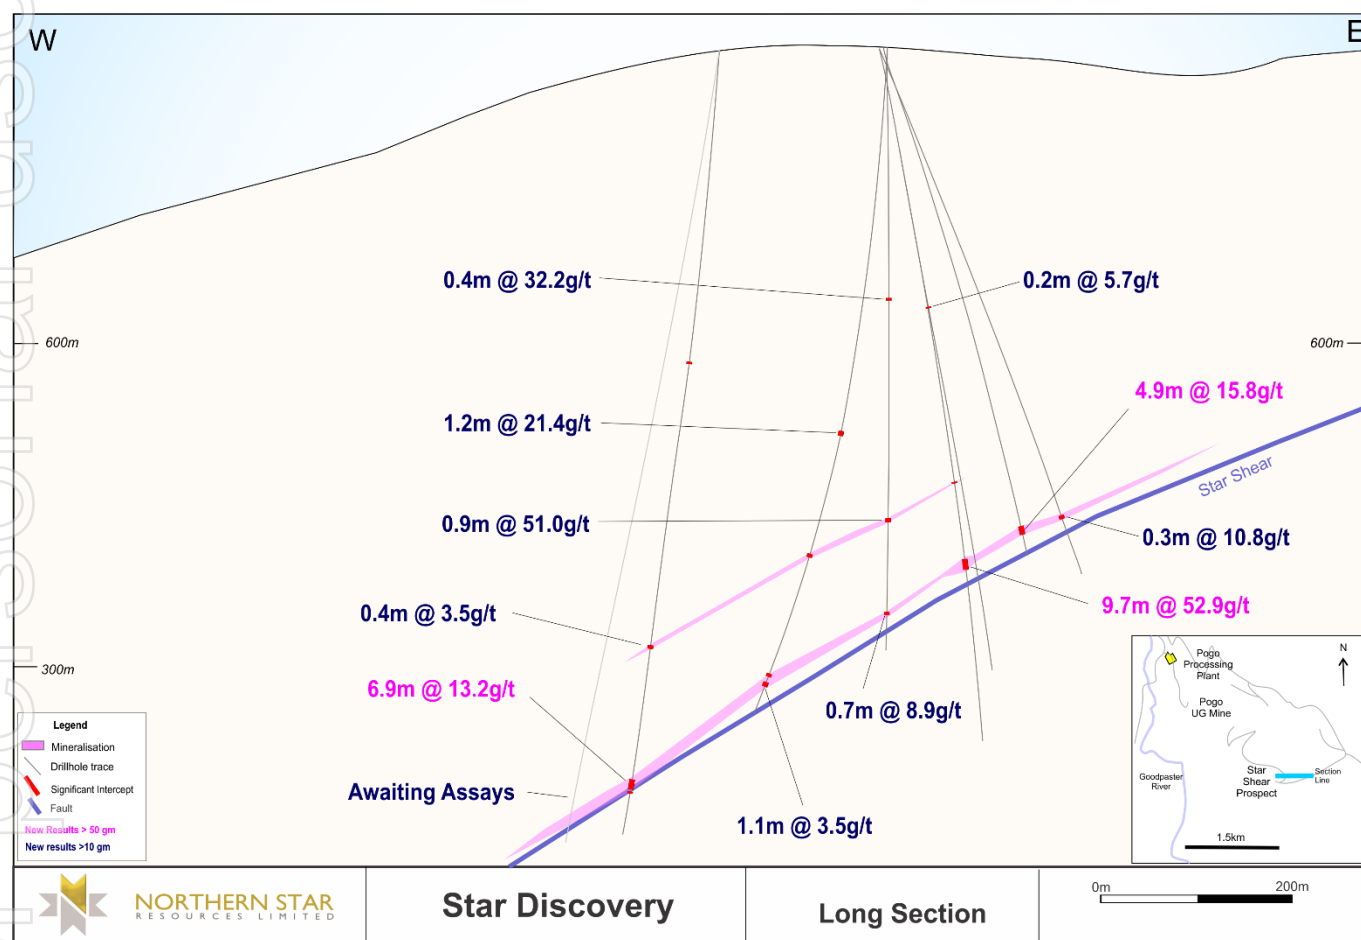 W
E
0.4m @ 32.2g/t
0.2m @ 5.7g/t
600m
600m
4.9m @ 15.8g/t
1.2m @ 21.4g/t
Star Shear
0.9m @ 51.0g/t
0.3m @ 10.8g/t
0.4m @ 3.5g/t
9.7m @ 52.9g/t
300m
6.9m @ 13.2g/t
0.7m @ 8.9g/t
Awaiting Assays
1.1m @ 3.5g/t
Legend
Mineralisation
Drillhole trace
Significant Intercept
Fault
New Results > 50 gm
New results >10 gm
N
Pogo
Processing
Plant
Pogo
UG Mine
Goodpaster
River
Star
Shear
Prospect
Section
Line
1.5km
NORTHERN STAR
RESOURCES LIMITED
Star Discovery
Long Section
0m
200m